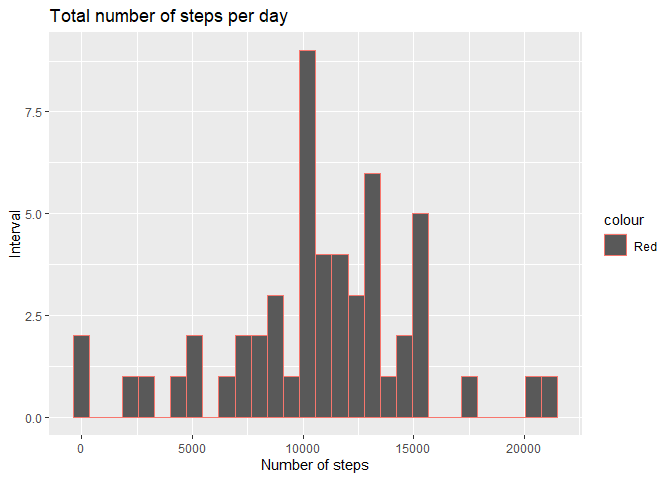 Total number of steps per day
7.5
5.0
2.5
0.0
Interval
0
5000
10000
15000
20000
Number of steps
colour
Red